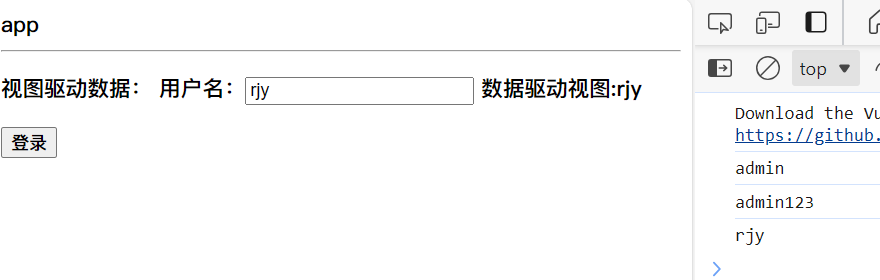 app
视图驱动数据： 用户名：rjy 数据驱动视图:rjy
登录
top
Download the Vu
https://github.
admin
admin123
rjy